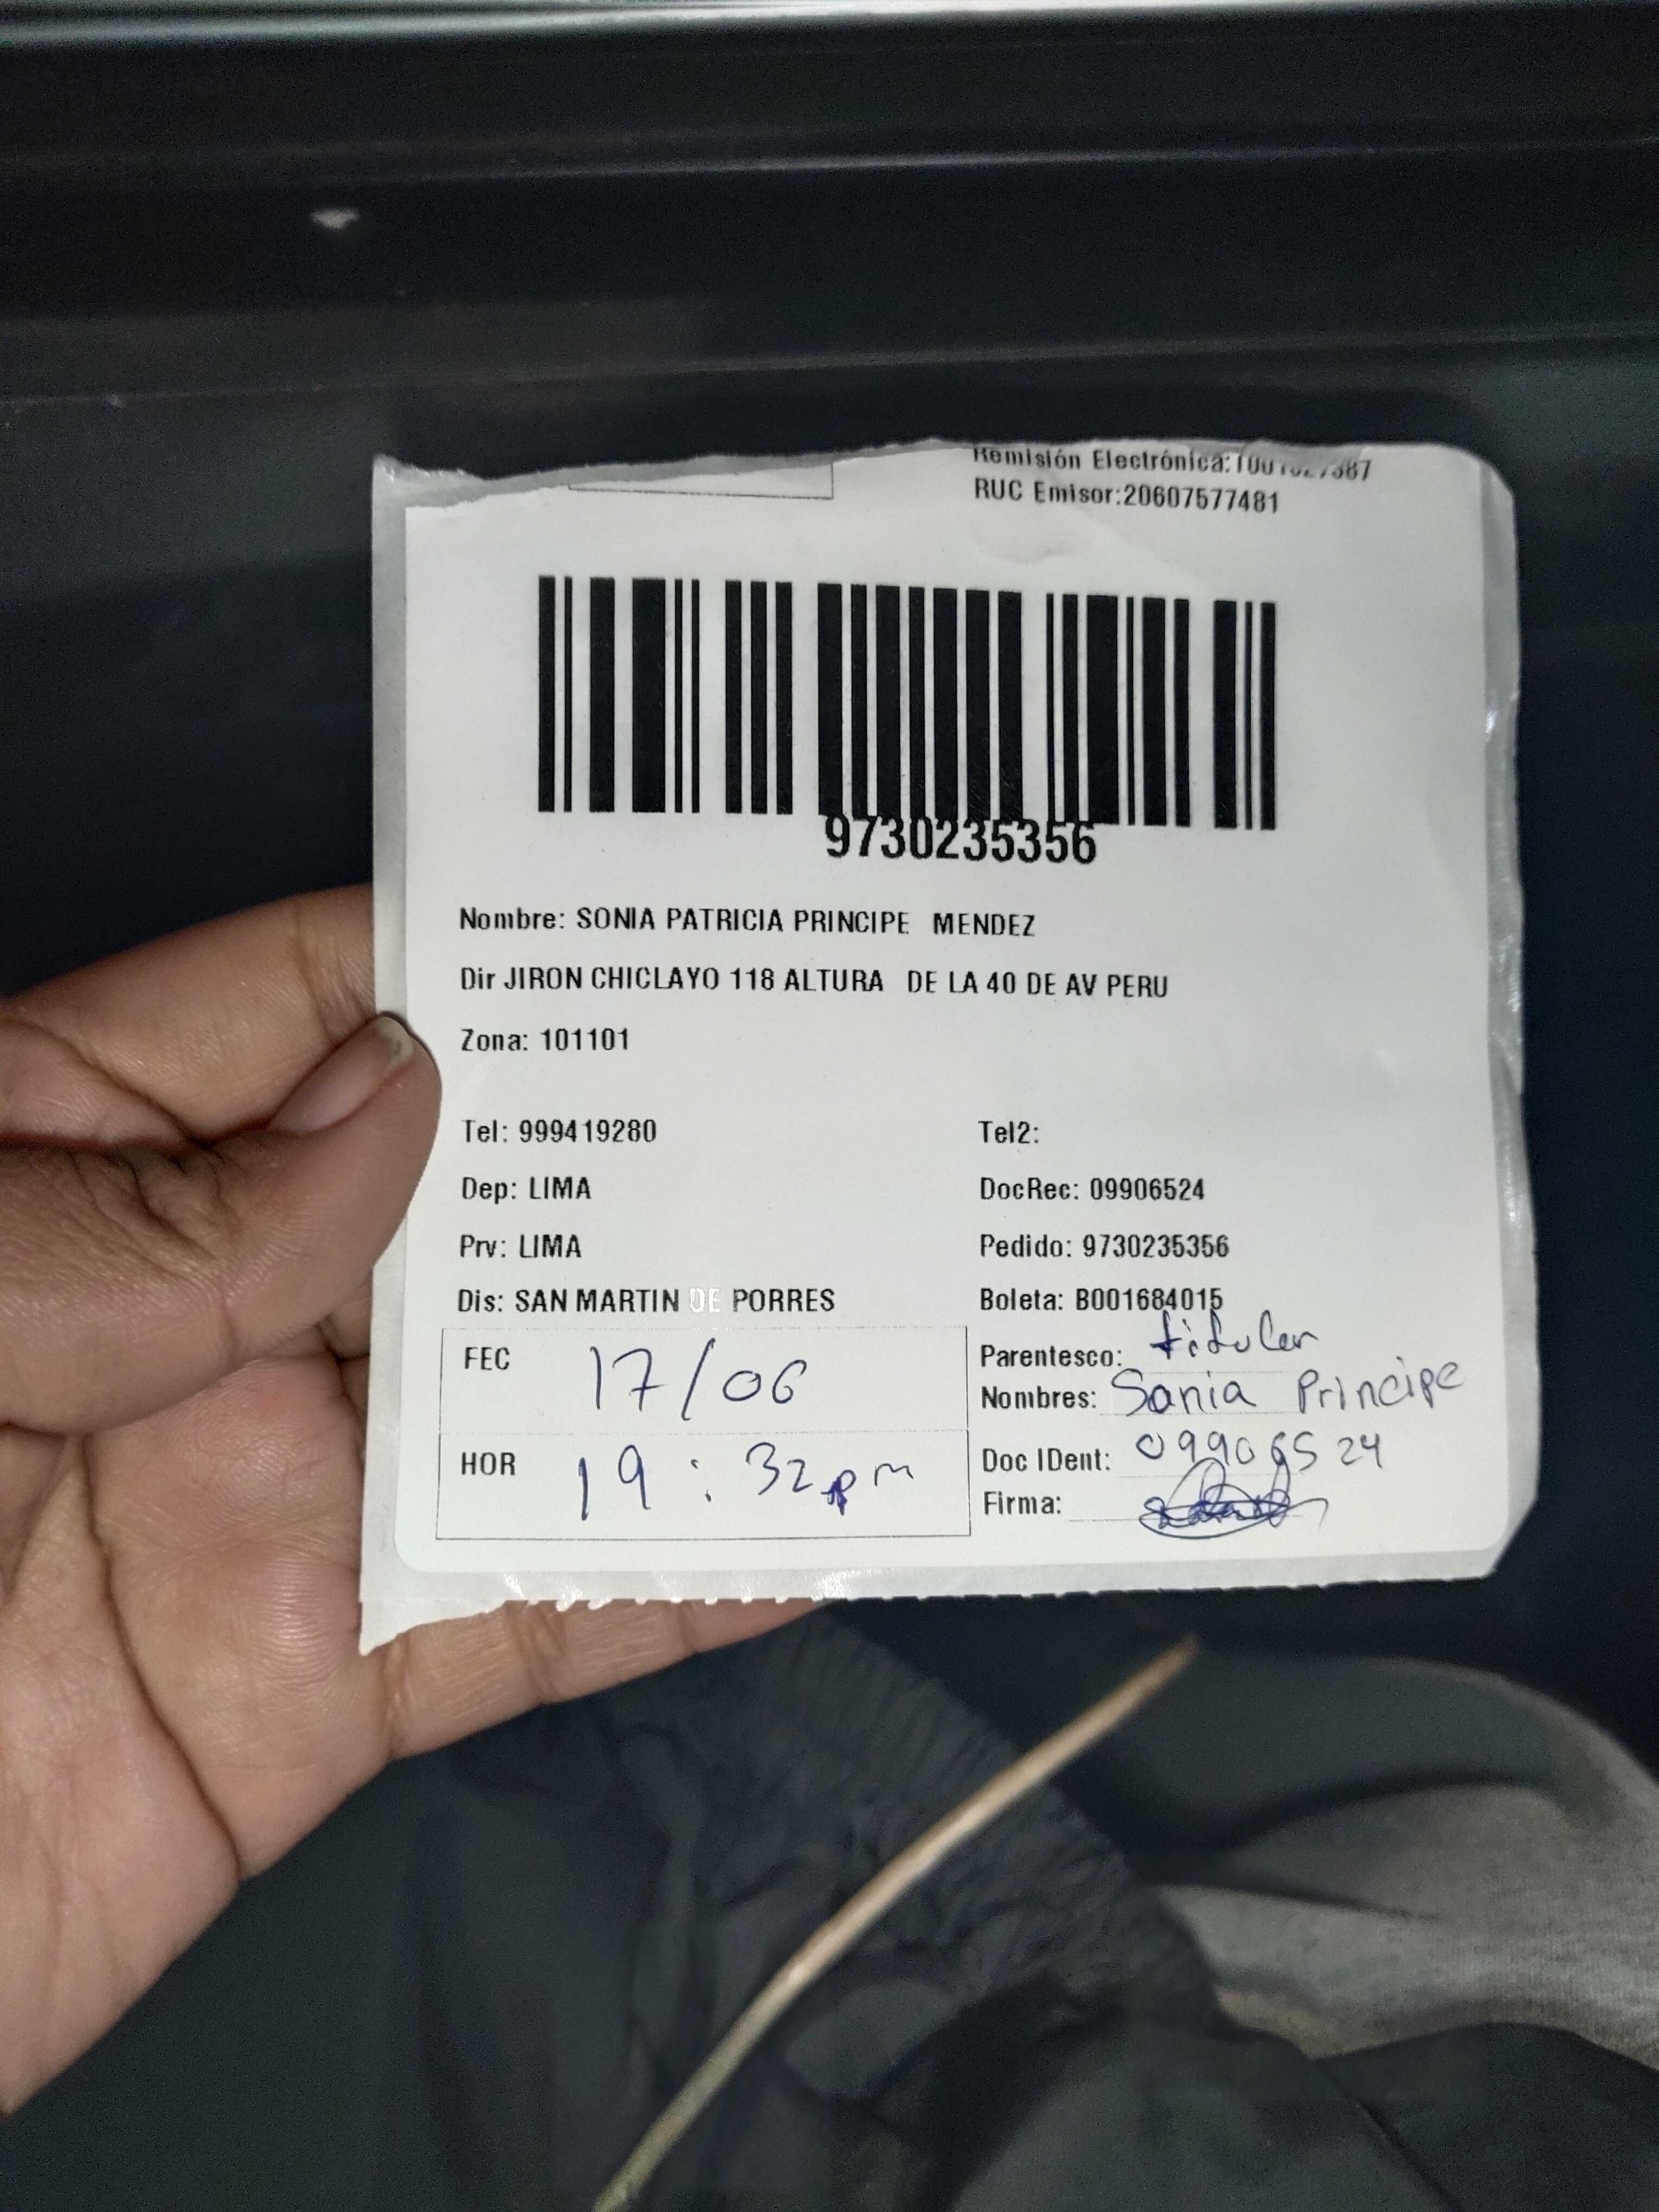 Remisión Electrónica:
RUC Emisor:20607577481
9730235356
Nombre: SONIA PATRICIA PRINCIPE MENDEZ
Dir JIRON CHICLAYO 118 ALTURA DE LA 40 DE AV PERU
Zona: 101101
Tel: 999419280
Tel2:
Dep: LIMA
DocRec: 09906524
Prv: LIMA
Pedido: 9730235356
Dis: SAN MARTIN DE PORRES
Boleta: B001684015
FEC 17/06
Parentesco: titular
Nombres: Sonia Principe
HOR 19:32pm
Doc IDent: 09906524
Firma: